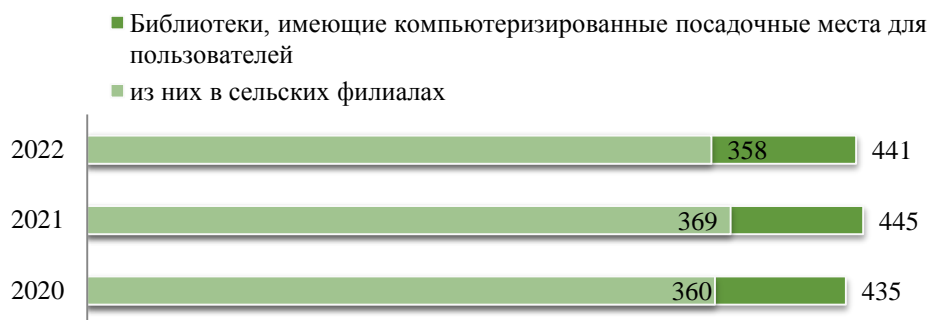 Библиотеки, имеющие компьютеризированные посадочные места для
пользователей
из них в сельских филиалах
2022 358 441
2021 369 445
2020 360 435